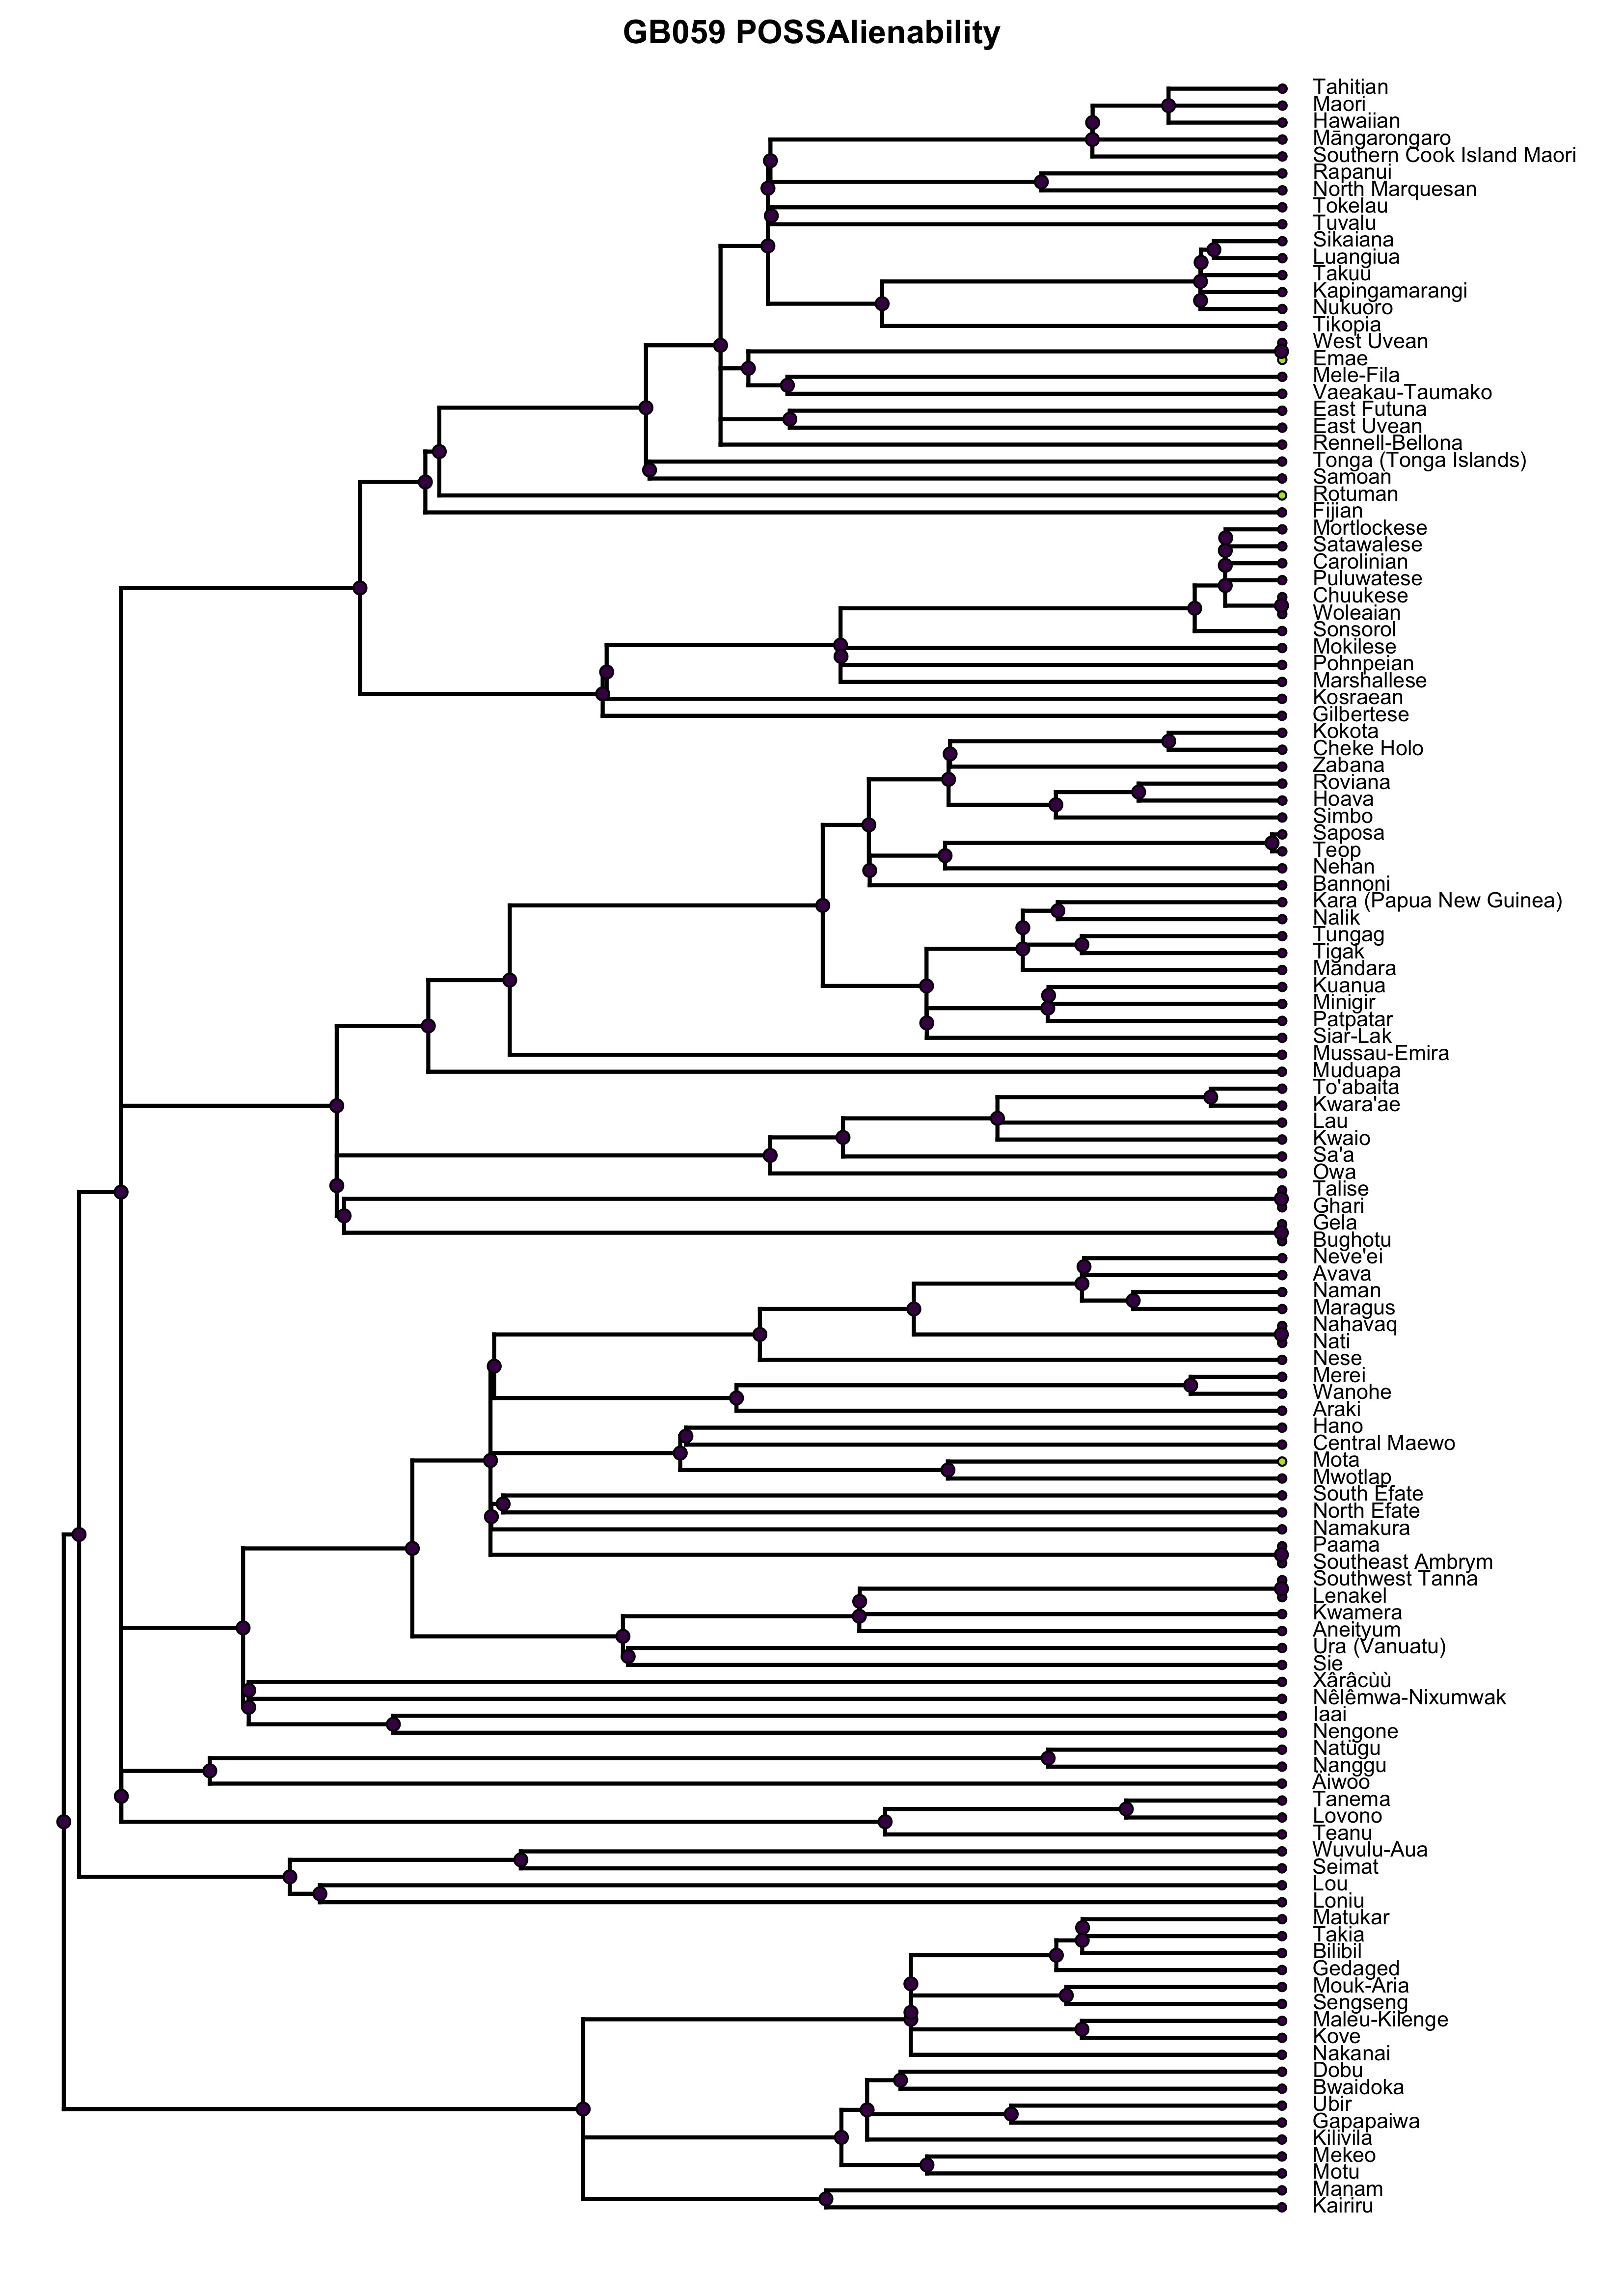 GB059 POSSAlienability
Tahitian
Maori
Hawaiian
Māngarongaro
Southern Cook Island Maori
Rapanui
North Marquesan
Tokelau
Tuvalu
Sikaiana
Luangiua
Takuu
Kapingamarangi
Nukuoro
Tikopia
West Uvean
Emae
Mele-Fila
Vaeakau-Taumako
East Futuna
East Uvean
Rennell-Bellona
Tonga (Tonga Islands)
Samoan
Rotuman
Fijian
Mortlockese
Satawalese
Carolinian
Puluwatese
Chuukese
Woleaian
Sonsorol
Mokilese
Pohnpeian
Marshallese
Kosraean
Gilbertese
Kokota
Cheke Holo
Zabana
Roviana
Hoava
Simbo
Saposa
Teop
Nehan
Bannoni
Kara (Papua New Guinea)
Nalik
Tungag
Tigak
Mandara
Kuanua
Minigir
Patpatar
Siar-Lak
Mussau-Emira
Muduapa
To'abaita
Kwara'ae
Lau
Kwaio
Sa'a
Owa
Talise
Ghari
Gela
Bughotu
Neve'ei
Avava
Naman
Maragus
Nahavaq
Nati
Nese
Merei
Wanohe
Araki
Hano
Central Maewo
Mota
Mwotlap
South Efate
North Efate
Namakura
Paama
Southeast Ambrym
Southwest Tanna
Lenakel
Kwamera
Aneityum
Ura (Vanuatu)
Sie
Xârâcùù
Nêlêmwa-Nixumwak
Iaai
Nengone
Natügu
Nanggu
Äiwoo
Tanema
Lovono
Teanu
Wuvulu-Aua
Seimat
Lou
Loniu
Matukar
Takia
Bilibil
Gedaged
Mouk-Aria
Sengseng
Maleu-Kilenge
Kove
Nakanai
Dobu
Bwaidoka
Ubir
Gapapaiwa
Kilivila
Mekeo
Motu
Manam
Kairiru